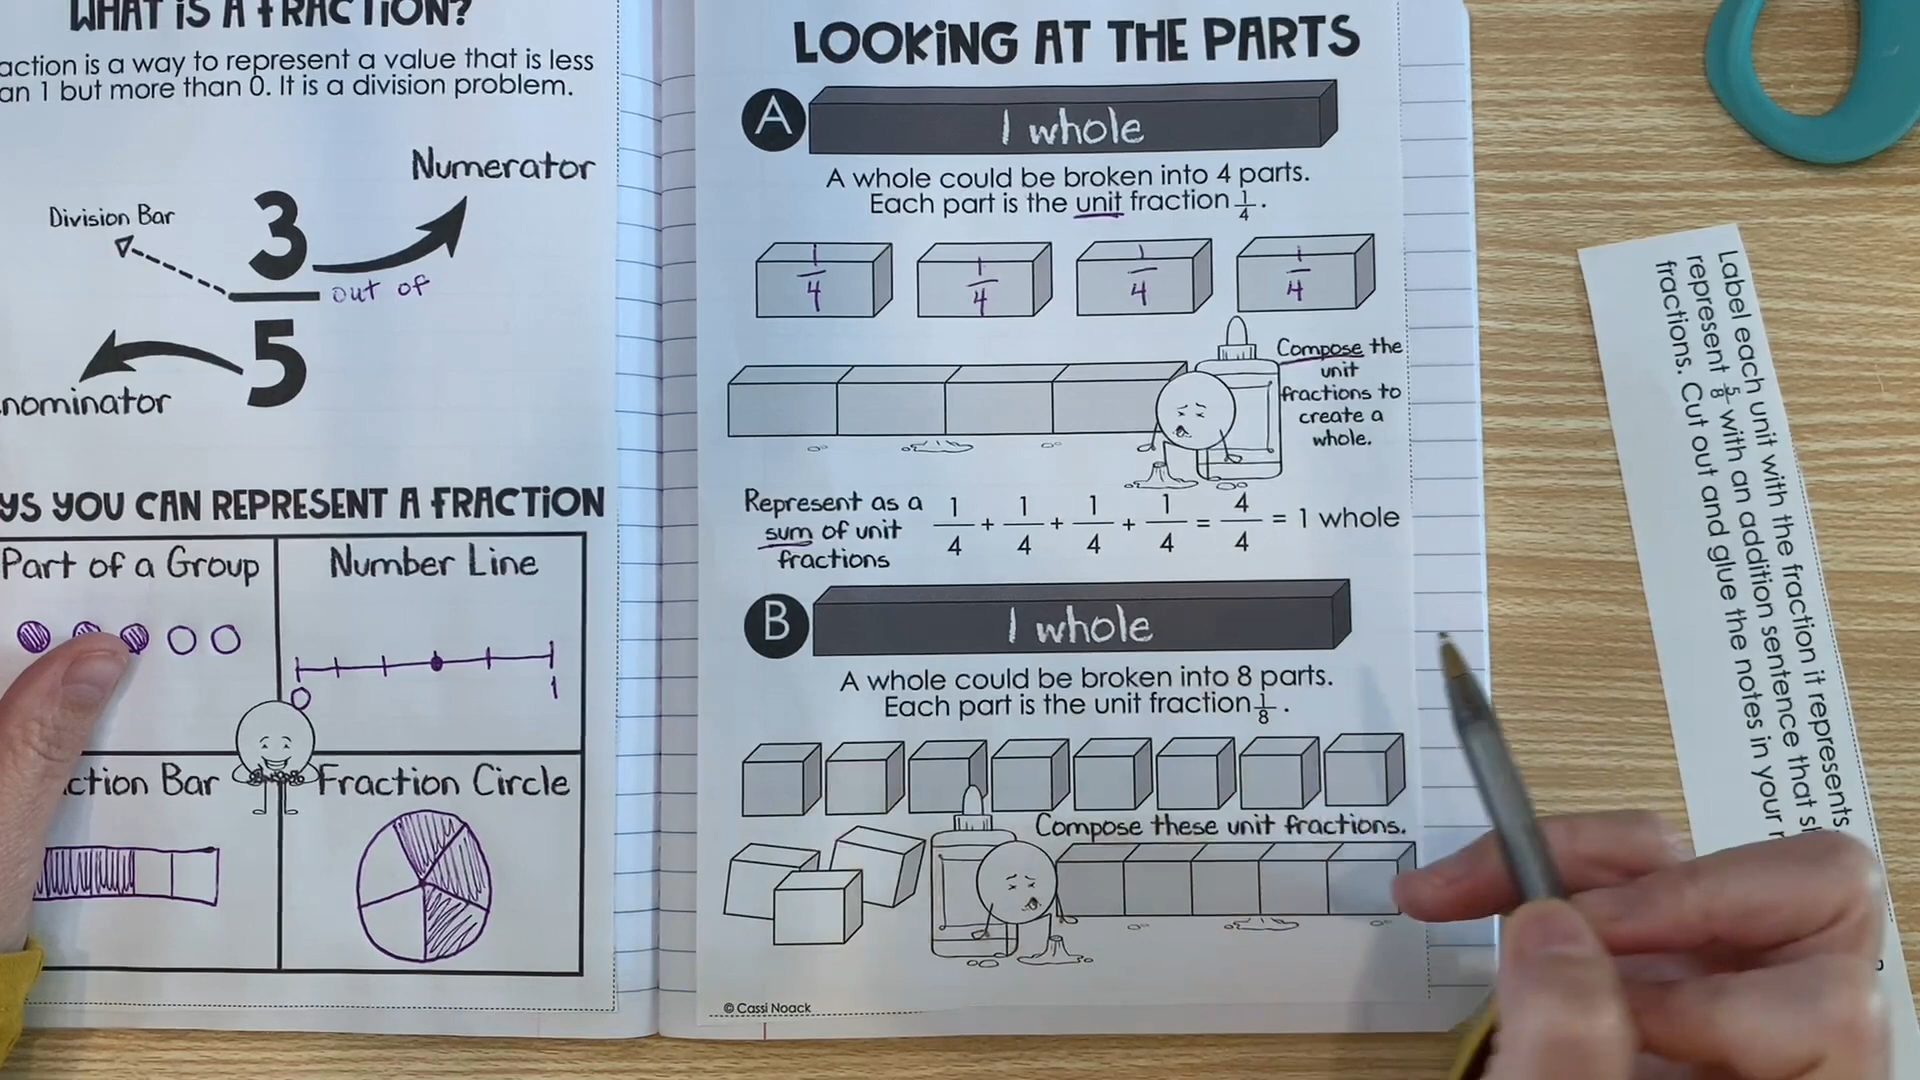 WHAT IS A FRACTION?
action is a way to represent a value that is less
an 1 but more than 0. It is a division problem.
Numerator
Division Bar
3
out of
5
nominator
YS YOU CAN REPRESENT A FRACTION
Part of a Group
Number Line
0
1
ction Bar
Fraction Circle
LOOKING AT THE PARTS
A
1 whole
A whole could be broken into 4 parts.
Each part is the unit fraction 1/4.
1/4 1/4 1/4 1/4
Compose the
unit
fractions to
create a
whole.
Represent as a
sum of unit
fractions
1/4 + 1/4 + 1/4 + 1/4 = 4/4 = 1 whole
B
1 whole
A whole could be broken into 8 parts.
Each part is the unit fraction 1/8.
Compose these unit fractions.
© Cassi Noack
Label each unit with the fraction it represents
represent 5/8 with an addition sentence that
fractions. Cut out and glue the notes in your